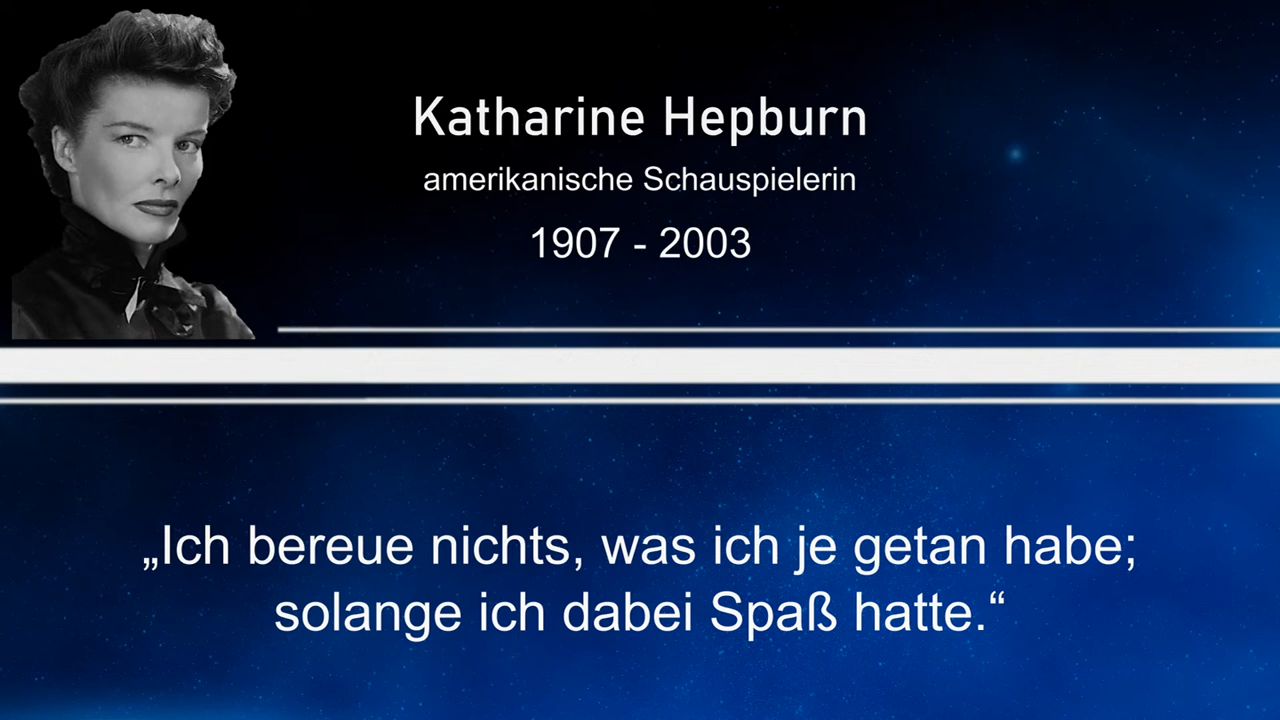 Katharine Hepburn
amerikanische Schauspielerin
1907 - 2003
„Ich bereue nichts, was ich je getan habe;
solange ich dabei Spaß hatte.“